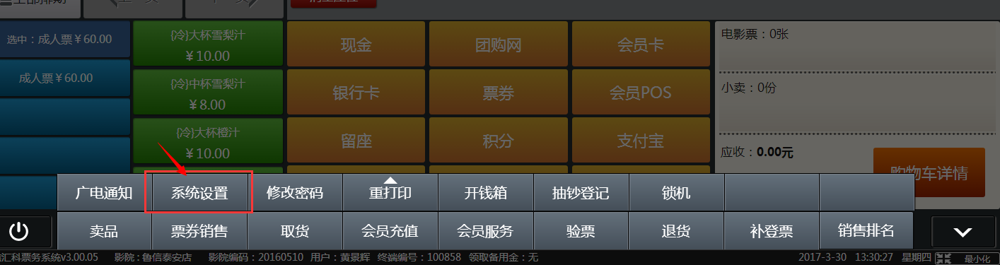 选中：成人票￥60.00
{冷}大杯雪梨汁
￥10.00
现金
团购网
会员卡
电影票：0张
成人票￥60.00
{冷}中杯雪梨汁
￥8.00
银行卡
票券
会员POS
小卖：0份
{冷}大杯橙汁
￥10.00
留座
积分
支付宝
应收：0.00元
购物车详情
广电通知
系统设置
修改密码
重打印
开钱箱
抽钞登记
锁机
卖品
票券销售
取货
会员充值
会员服务
验票
退货
补登票
销售排名
汇科票务系统v3.00.05 影院：鲁信泰安店 影院编码：20160510 用户：黄景辉 终端编号：100858 领取备用金：无 2017-3-30 13:30:27 星期四 最小化